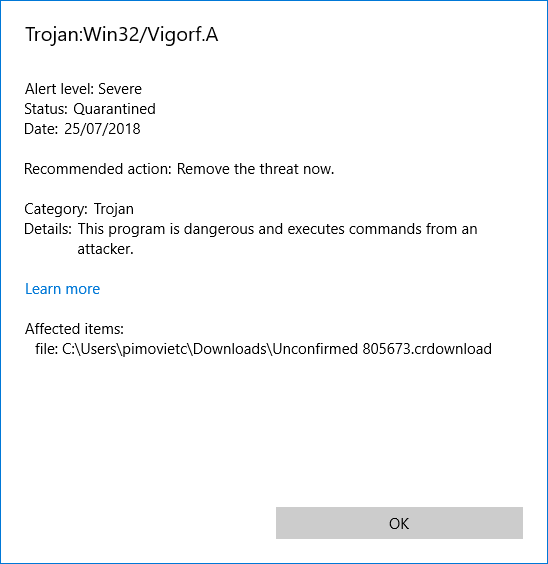 Trojan:Win32/Vigorf.A
Alert level: Severe
Status: Quarantined
Date: 25/07/2018
Recommended action: Remove the threat now.
Category: Trojan
Details: This program is dangerous and executes commands from an
attacker.
Learn more
Affected items:
file: C:\Users\pimovietc\Downloads\Unconfirmed 805673.crdownload
OK